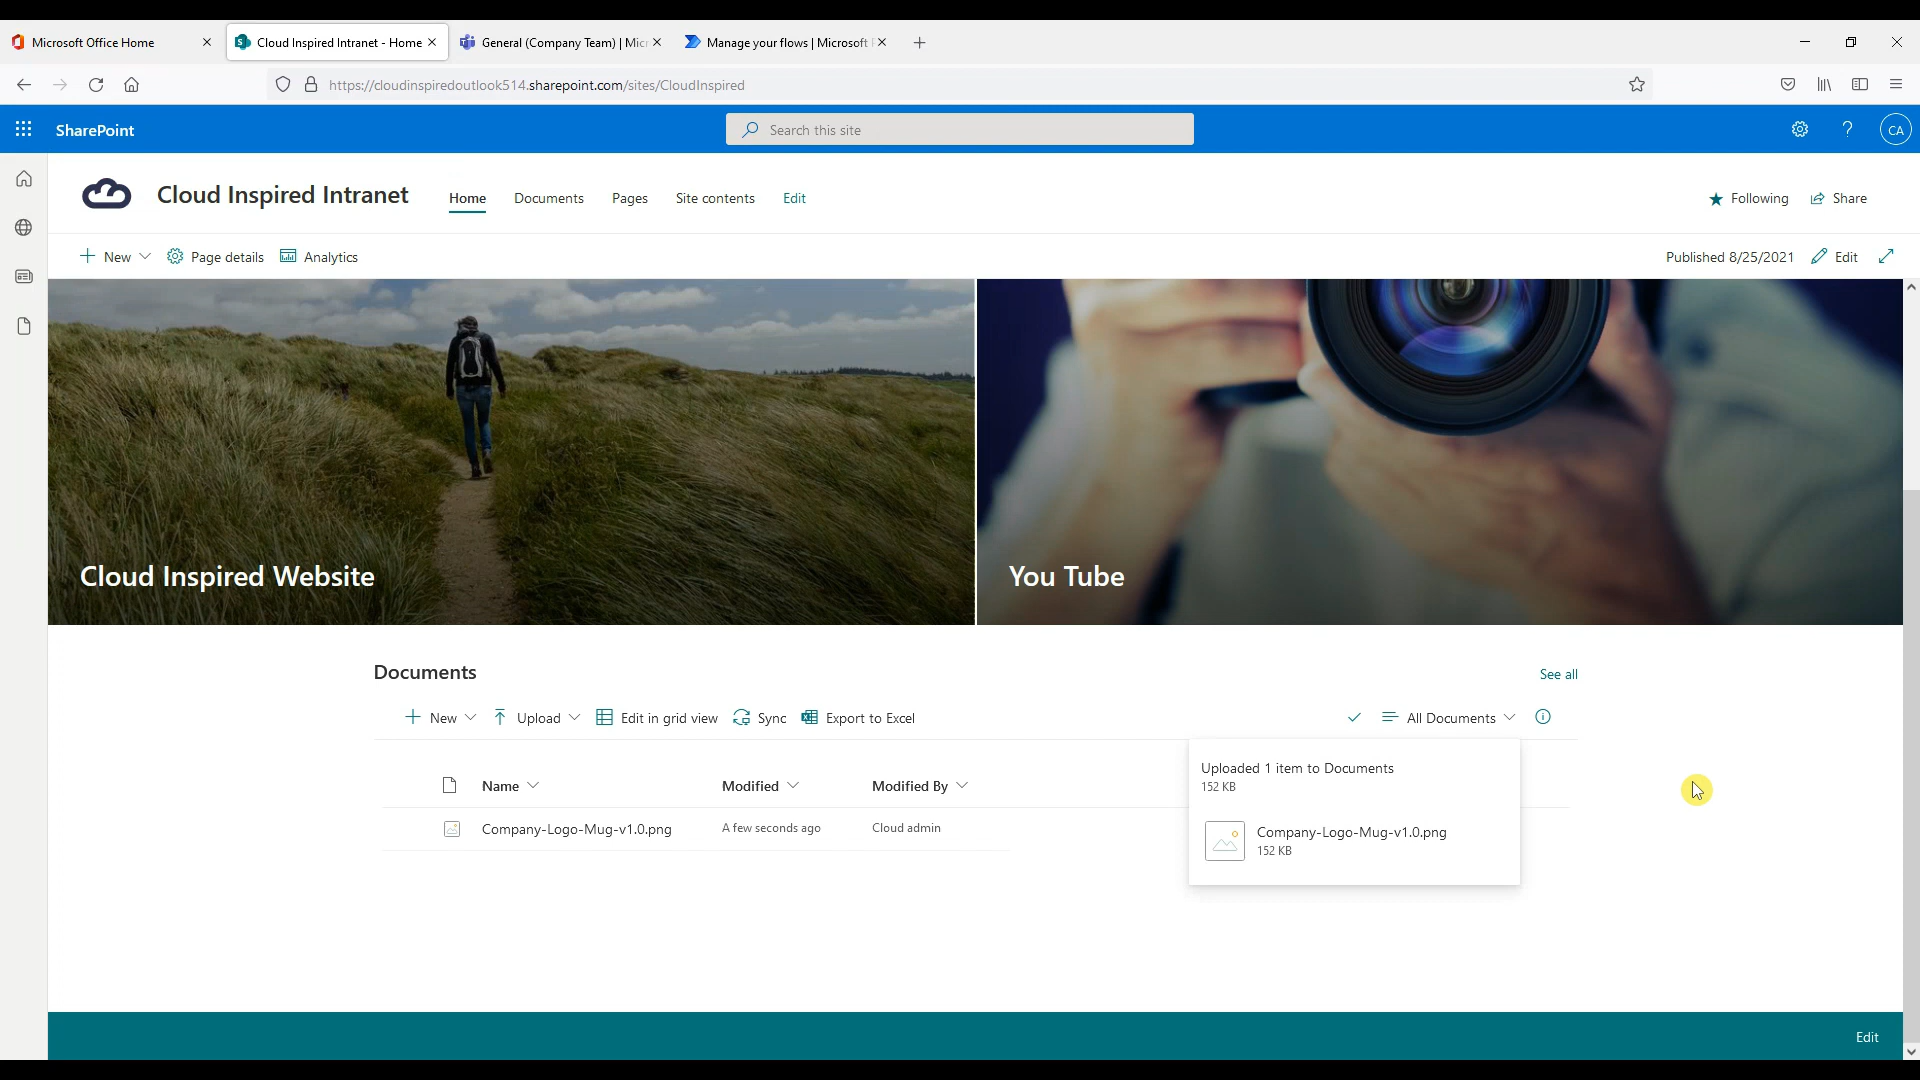 Microsoft Office Home
Cloud Inspired Intranet - Home
General (Company Team) | Micr
Manage your flows | Microsoft
https://cloudinspiredoutlook514.sharepoint.com/sites/CloudInspired
SharePoint
Search this site
?
CA
Cloud Inspired Intranet
Home
Documents
Pages
Site contents
Edit
Following
Share
New
Page details
Analytics
Published 8/25/2021
Edit
Cloud Inspired Website
You Tube
Documents
See all
New
Upload
Edit in grid view
Sync
Export to Excel
All Documents
Name
Modified
Modified By
Company-Logo-Mug-v1.0.png
A few seconds ago
Cloud admin
Uploaded 1 item to Documents
152 KB
Company-Logo-Mug-v1.0.png
152 KB
Edit